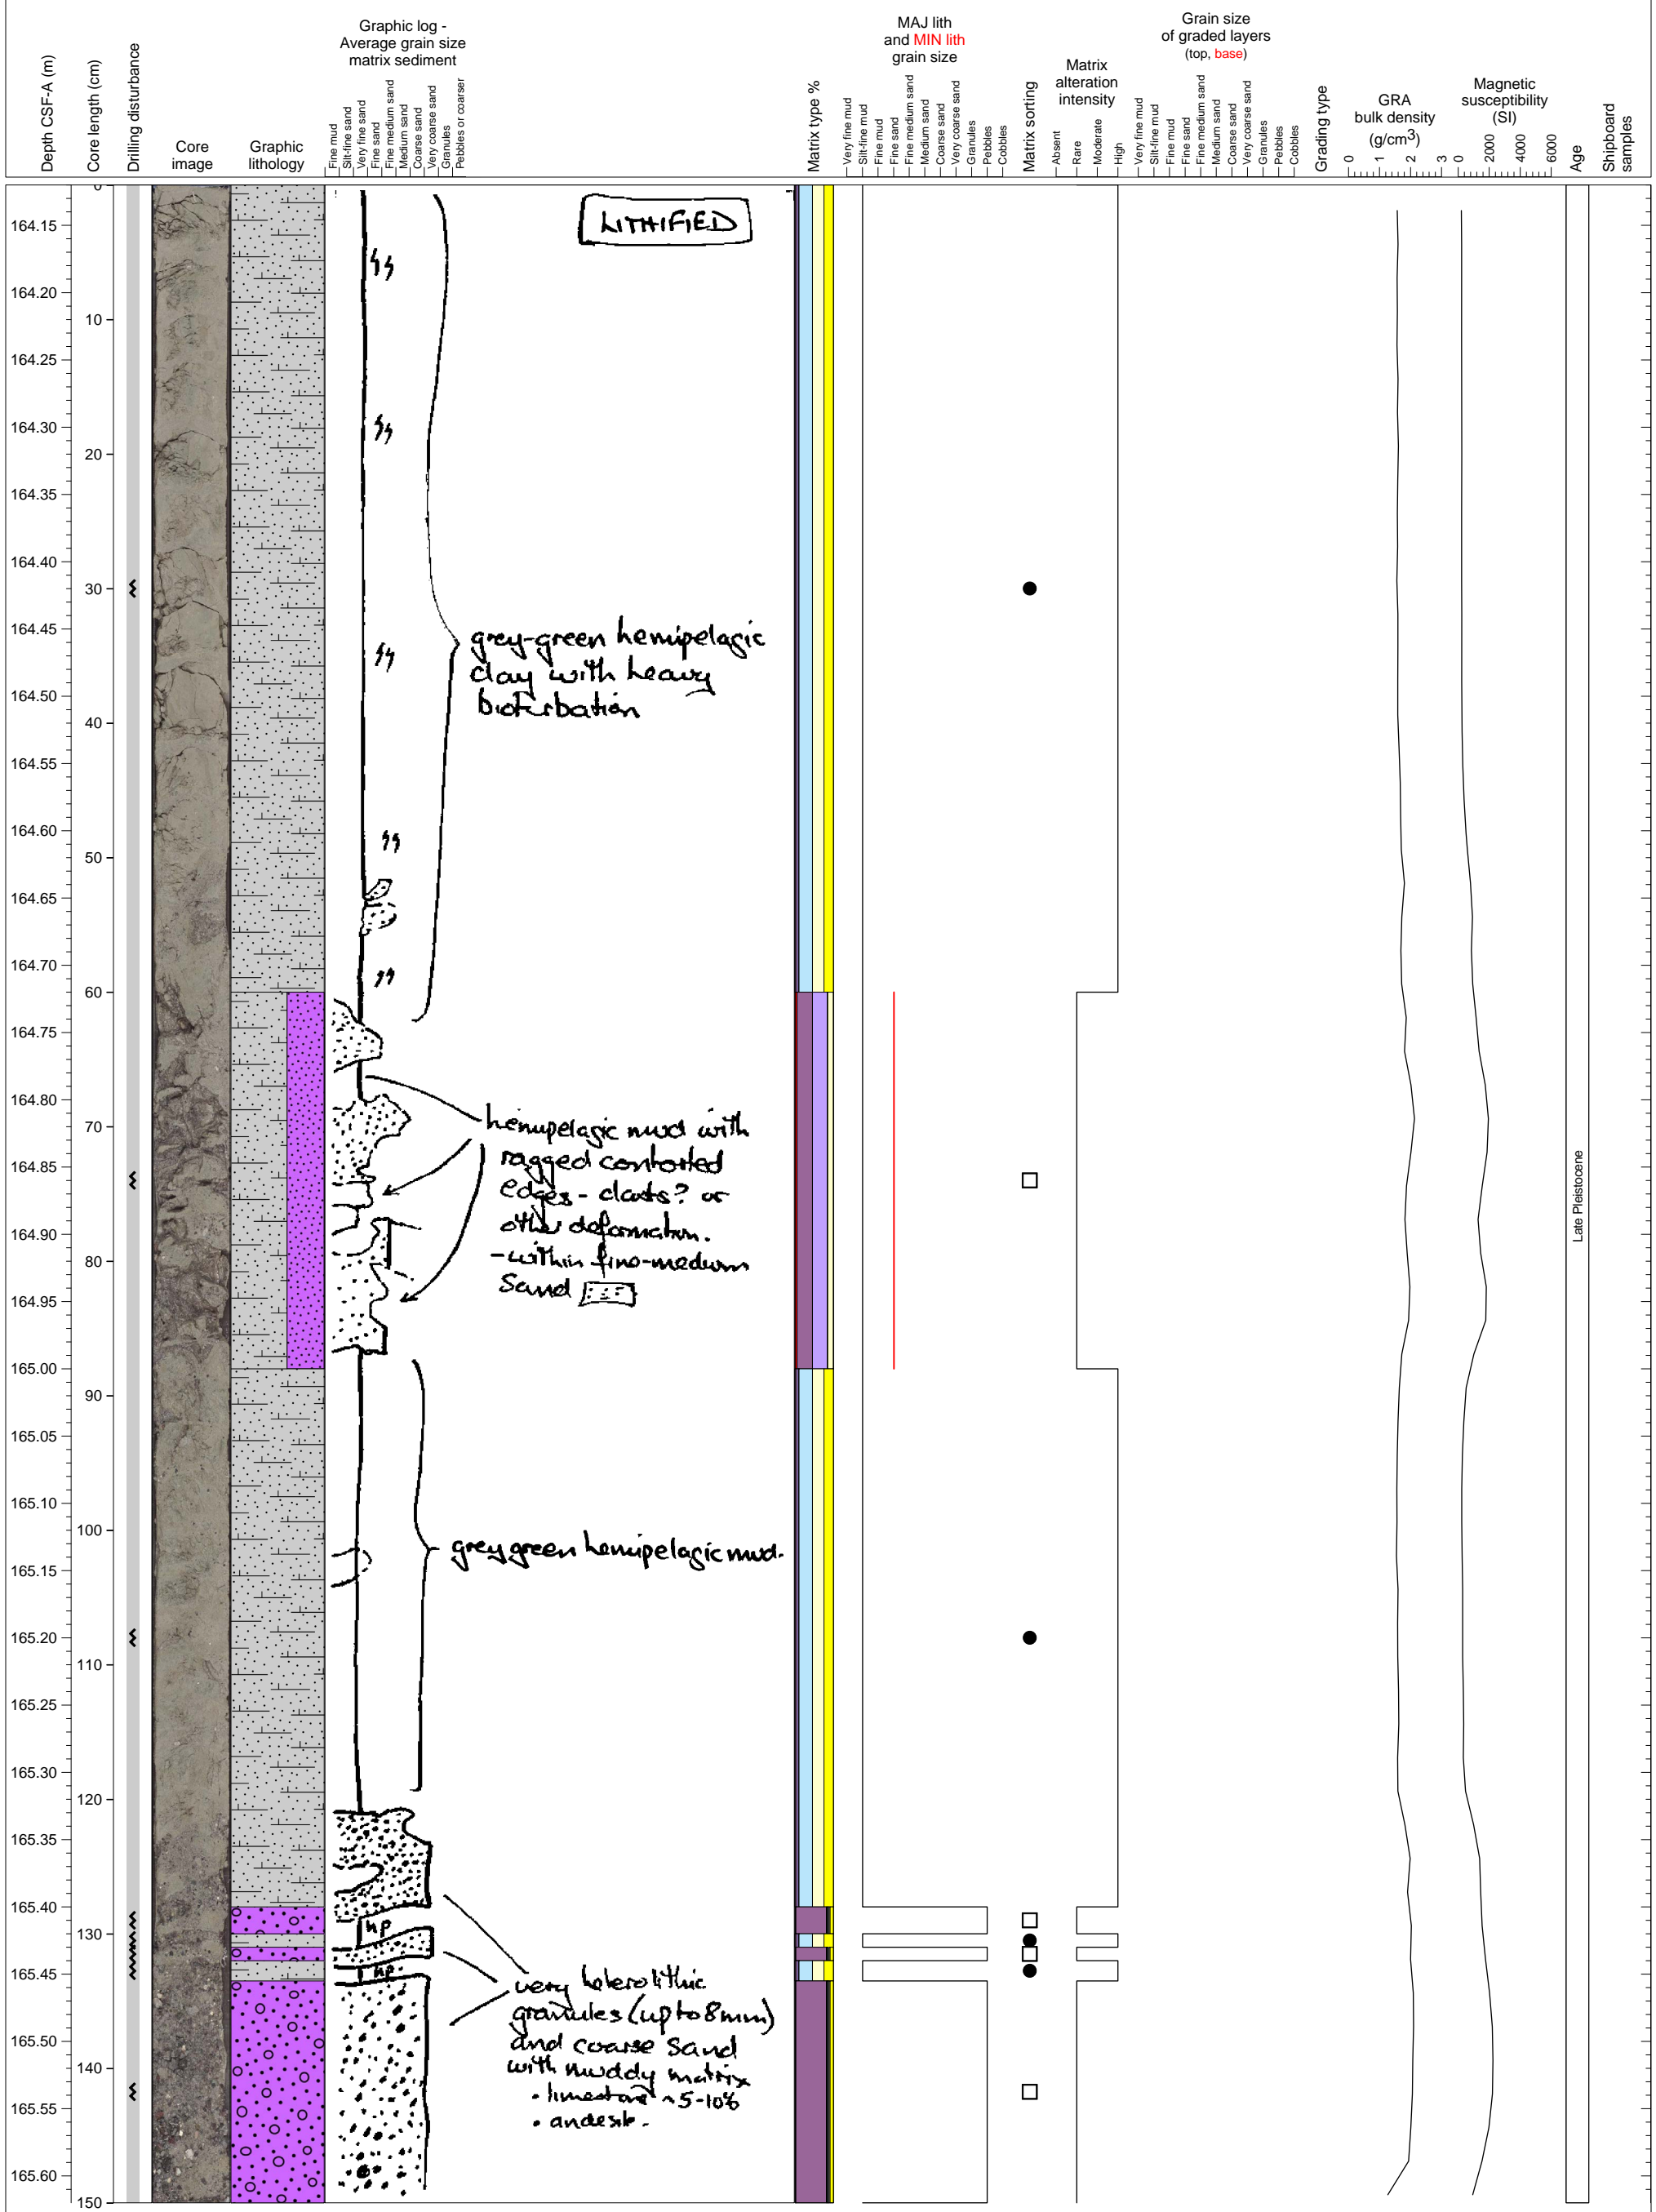 Depth CSF-A (m)
Core length (cm)
Drilling disturbance
Core
image
Graphic
lithology
Graphic log -
Average grain size
matrix sediment
Fine mud
Silt-fine sand
Very fine sand
Fine sand
Fine medium sand
Medium sand
Coarse sand
Very coarse sand
Granules
Pebbles or coarser
Matrix type %
MAJ lith
and MIN lith
grain size
Very fine mud
Silt-fine mud
Fine mud
Fine sand
Fine medium sand
Medium sand
Coarse sand
Very coarse sand
Granules
Pebbles
Cobbles
Matrix sorting
Matrix
alteration
intensity
Absent
Rare
Moderate
High
Grain size
of graded layers
(top, base)
Very fine mud
Silt-fine mud
Fine mud
Fine sand
Fine medium sand
Medium sand
Coarse sand
Very coarse sand
Granules
Pebbles
Cobbles
Grading type
GRA
bulk density
(g/cm3)
0 1 2 3
Magnetic
susceptibility
(SI)
0 2000 4000 6000
Age
Shipboard
samples
164.15
164.20
164.25
164.30
164.35
164.40
164.45
164.50
164.55
164.60
164.65
164.70
164.75
164.80
164.85
164.90
164.95
165.00
165.05
165.10
165.15
165.20
165.25
165.30
165.35
165.40
165.45
165.50
165.55
165.60
0
10
20
30
40
50
60
70
80
90
100
110
120
130
140
150
LITHIFIED
grey-green hemipelagic
clay with heavy
bioturbation
hemipelagic mud with
ragged contorted
edges - clasts? or
other deformation.
- within fine-medium
Sand
grey green hemipelagic mud.
hp
hp
very heterolithic
granules (up to 8mm)
and coarse Sand
with muddy matrix
• limestone ~5-10%
• andesite.
Late Pleistocene